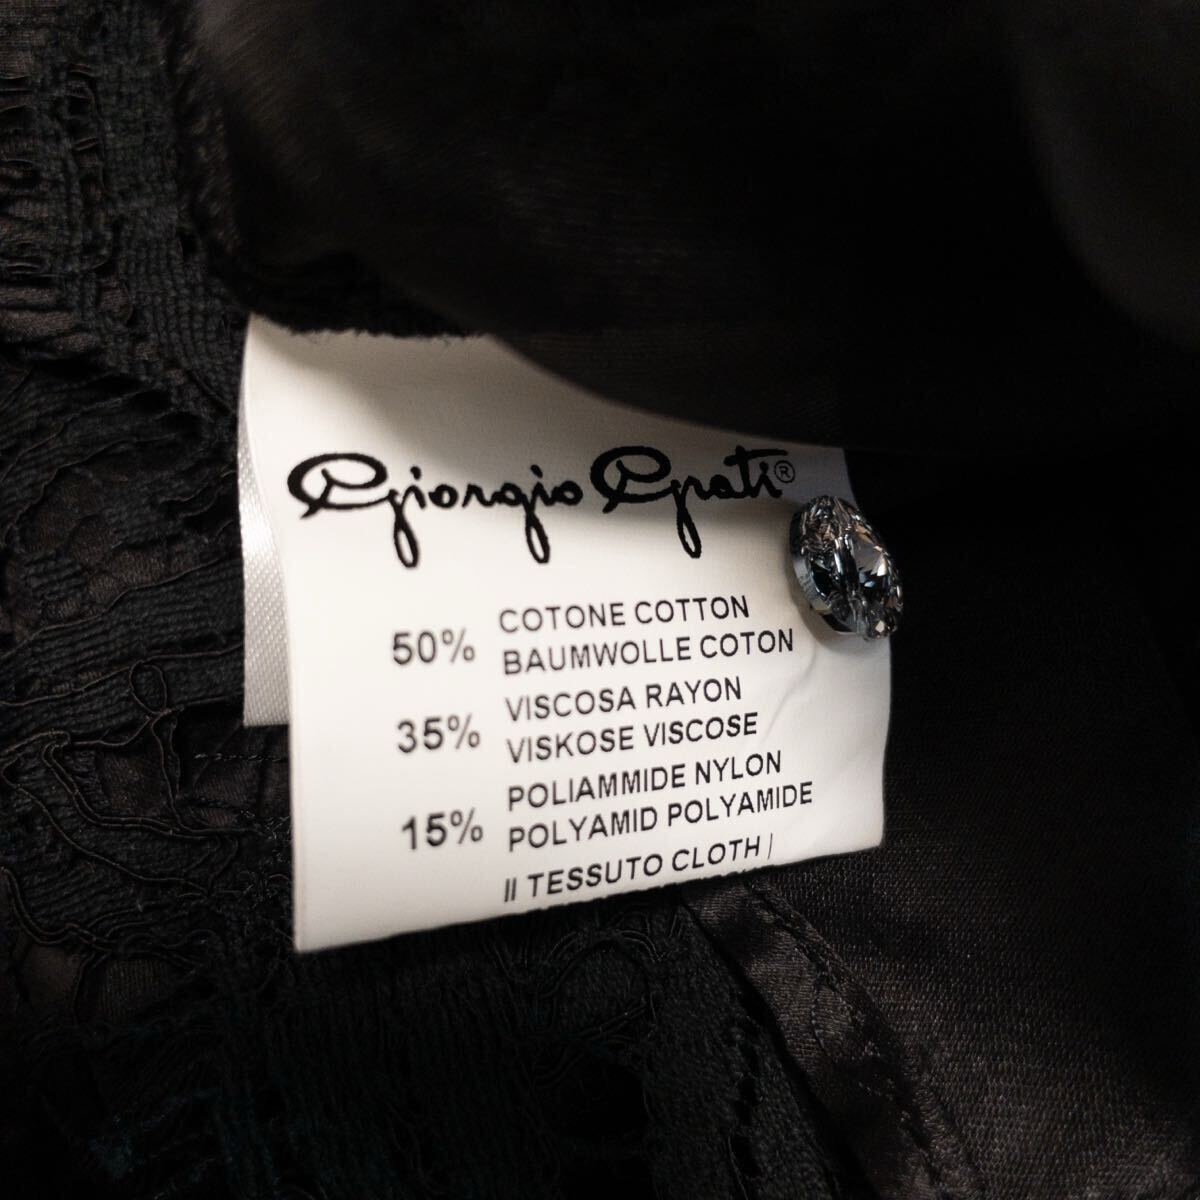 Giorgio Grati®
50% COTONE COTTON
BAUMWOLLE COTON
35% VISCOSA RAYON
VISKOSE VISCOSE
15% POLIAMMIDE NYLON
POLYAMID POLYAMIDE
II TESSUTO CLOTH |